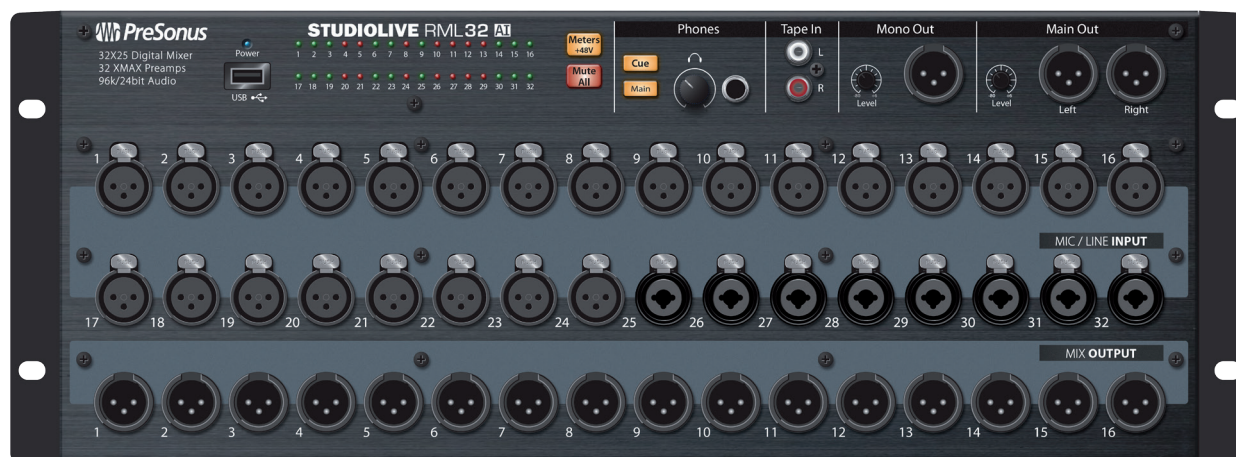 PreSonus
32X25 Digital Mixer
32 XMAX Preamps
96k/24bit Audio
Power
USB
STUDIOLIVE RML32 AI
1 2 3 4 5 6 7 8 9 10 11 12 13 14 15 16
17 18 19 20 21 22 23 24 25 26 27 28 29 30 31 32
Meters
+48V
Mute
All
Phones
Cue
Main
Tape In
L
R
Mono Out
Level
Main Out
Level
Left
Right
1 2 3 4 5 6 7 8 9 10 11 12 13 14 15 16
MIC / LINE INPUT
17 18 19 20 21 22 23 24 25 26 27 28 29 30 31 32
MIX OUTPUT
1 2 3 4 5 6 7 8 9 10 11 12 13 14 15 16